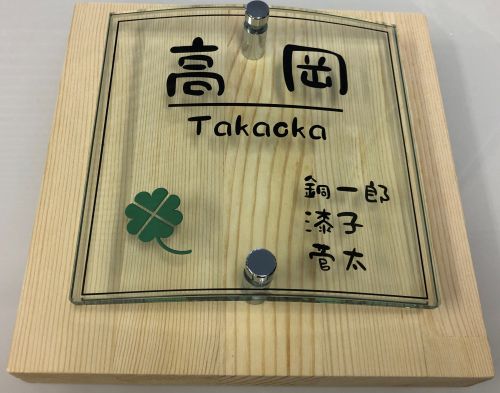 高岡
Takaoka
銅一郎
漆子
菅太